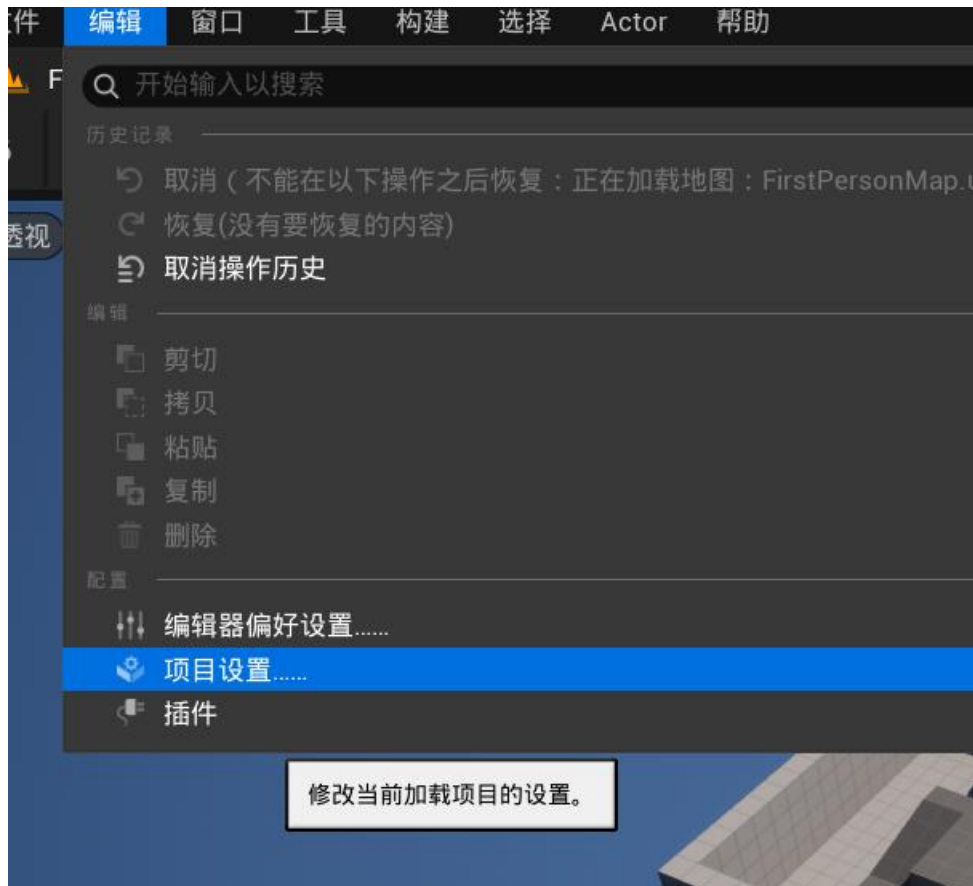 件 编辑 窗口 工具 构建 选择 Actor 帮助
F
开始输入以搜索
历史记录
取消（不能在以下操作之后恢复：正在加载地图：FirstPersonMap.u
透视
恢复(没有要恢复的内容)
取消操作历史
编辑
剪切
拷贝
粘贴
复制
删除
配置
编辑器偏好设置……
项目设置……
插件
修改当前加载项目的设置。